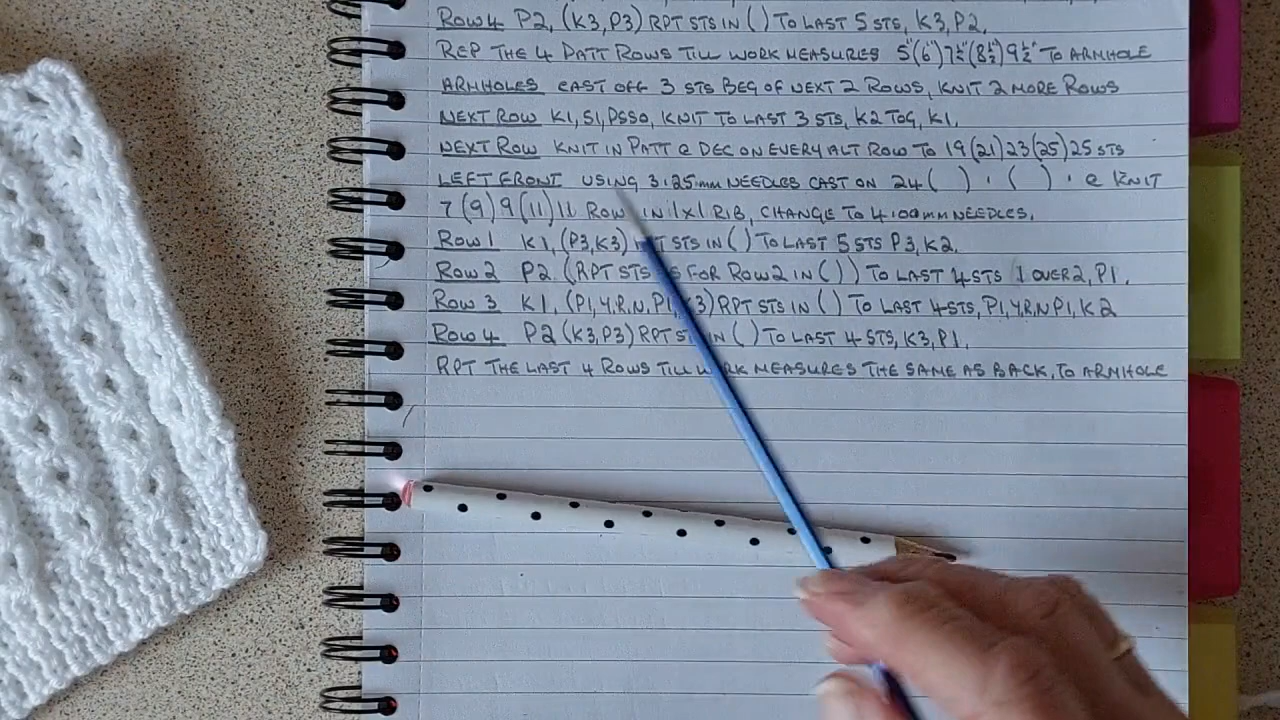 ROW 4 P2, (K3, P3) RPT STS IN ( ) TO LAST 5 STS, K3, P2.
REP THE 4 PATT ROWS TILL WORK MEASURES 5"(6")7½"(8½")9½" TO ARMHOLE
ARMHOLES CAST OFF 3 STS BEG OF NEXT 2 ROWS, KNIT 2 MORE ROWS
NEXT ROW K1, S1, PSSO, KNIT TO LAST 3 STS, K2 TOG, K1.
NEXT ROW KNIT IN PATT @ DEC ON EVERY ALT ROW TO 19(21)23(25)25 STS
LEFT FRONT USING 3.25mm NEEDLES CAST ON 24 ( ) . ( ) . @ KNIT
7(9)9(11)11 ROW IN 1X1 RIB, CHANGE TO 4.00mm NEEDLES.
ROW 1 K1, (P3, K3) STS IN ( ) TO LAST 5 STS P3, K2.
ROW 2 P2 (RPT STS FOR ROW 2 IN ( )) TO LAST 4 STS 1 OVER 2, P1.
ROW 3 K1, (P1, Y,R,N, P1, 3) RPT STS IN ( ) TO LAST 4 STS, P1, Y,R,N P1, K2
ROW 4 P2 (K3, P3) RPT STS IN ( ) TO LAST 4 STS, K3, P1.
RPT THE LAST 4 ROWS TILL WORK MEASURES THE SAME AS BACK, TO ARMHOLE